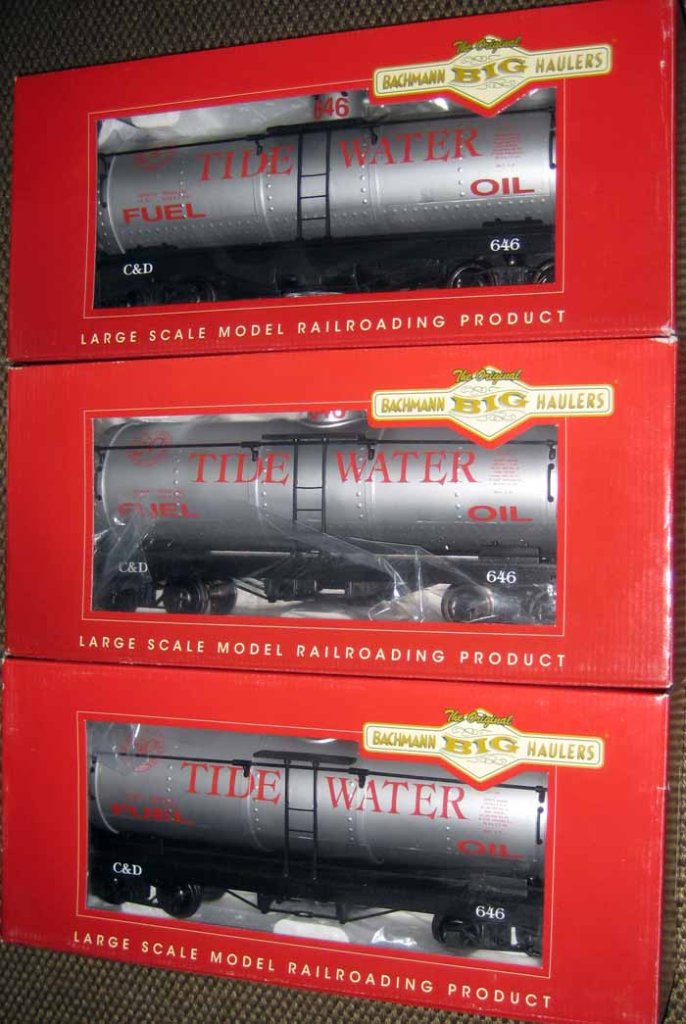 The Original
BACHMANN BIG HAULERS
646
TIDE WATER
FUEL OIL
C&D 646
LARGE SCALE MODEL RAILROADING PRODUCT
The Original
BACHMANN BIG HAULERS
TIDE WATER
FUEL OIL
C&D 646
LARGE SCALE MODEL RAILROADING PRODUCT
The Original
BACHMANN BIG HAULERS
TIDE WATER
FUEL OIL
C&D 646
LARGE SCALE MODEL RAILROADING PRODUCT